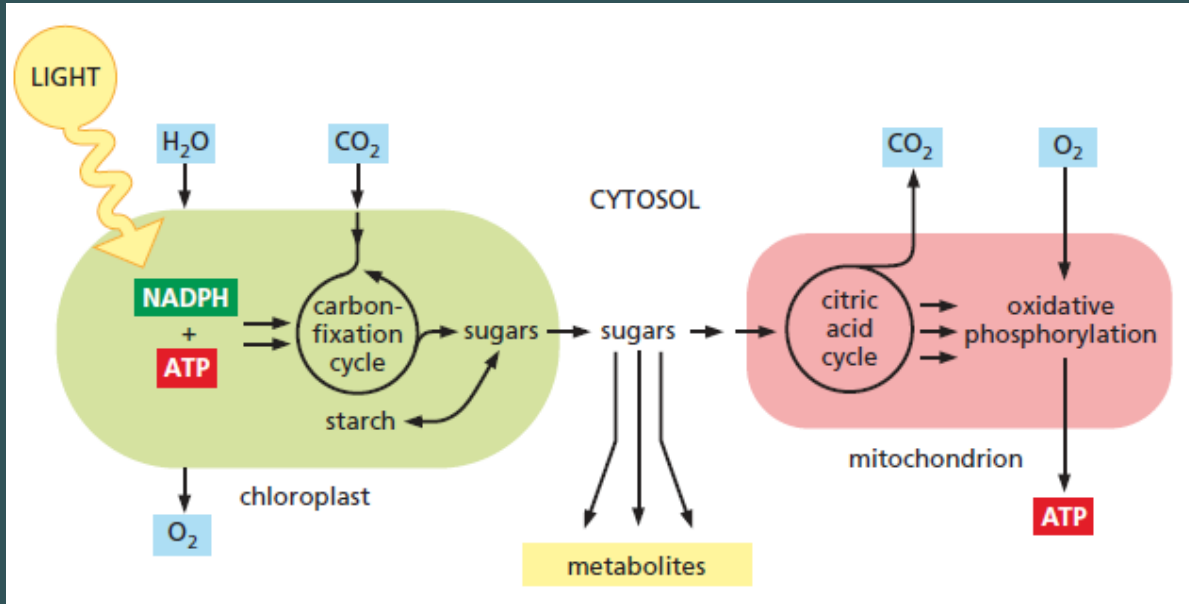 LIGHT
H₂O
CO₂
CO₂
O₂
CYTOSOL
NADPH
+
ATP
carbon-
fixation
cycle
sugars
starch
sugars
citric
acid
cycle
oxidative
phosphorylation
chloroplast
mitochondrion
O₂
ATP
metabolites